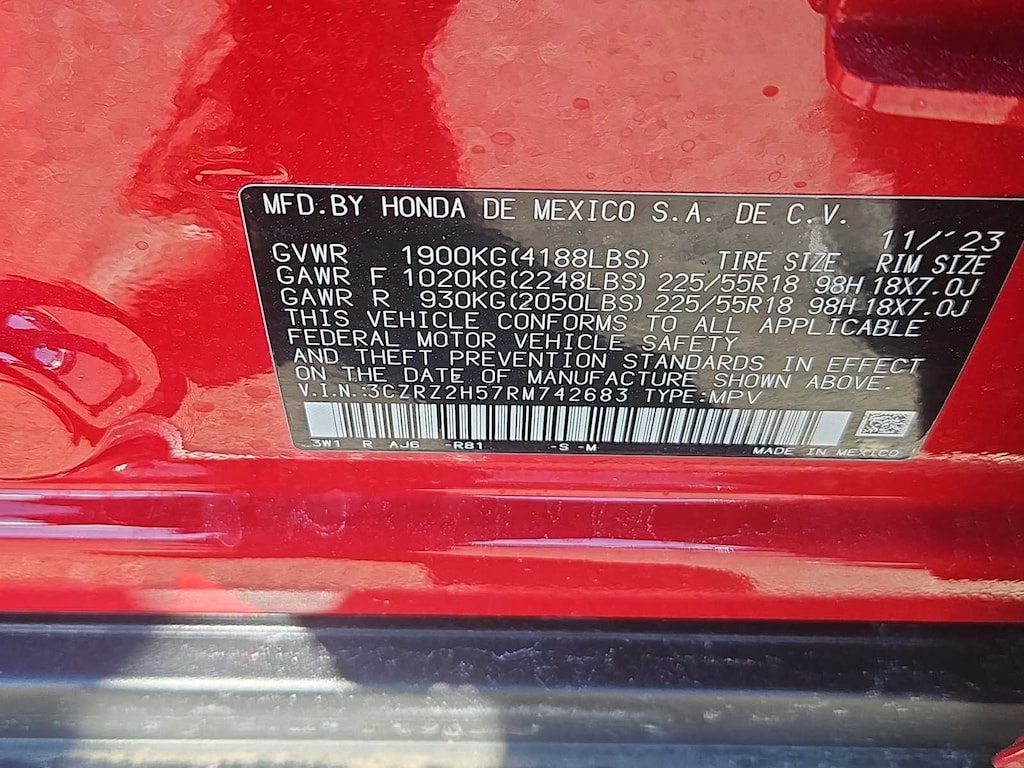 MFD.BY HONDA DE MEXICO S.A. DE C.V.
11/'23
GVWR 1900KG(4188LBS) TIRE SIZE RIM SIZE
GAWR F 1020KG(2248LBS) 225/55R18 98H 18X7.0J
GAWR R 930KG(2050LBS) 225/55R18 98H 18X7.0J
THIS VEHICLE CONFORMS TO ALL APPLICABLE
FEDERAL MOTOR VEHICLE SAFETY
AND THEFT PREVENTION STANDARDS IN EFFECT
ON THE DATE OF MANUFACTURE SHOWN ABOVE.
V.I.N.:3CZRZ2H57RM742683 TYPE:MPV
3W1 R AJ6 -R81 -S -M
MADE IN MEXICO